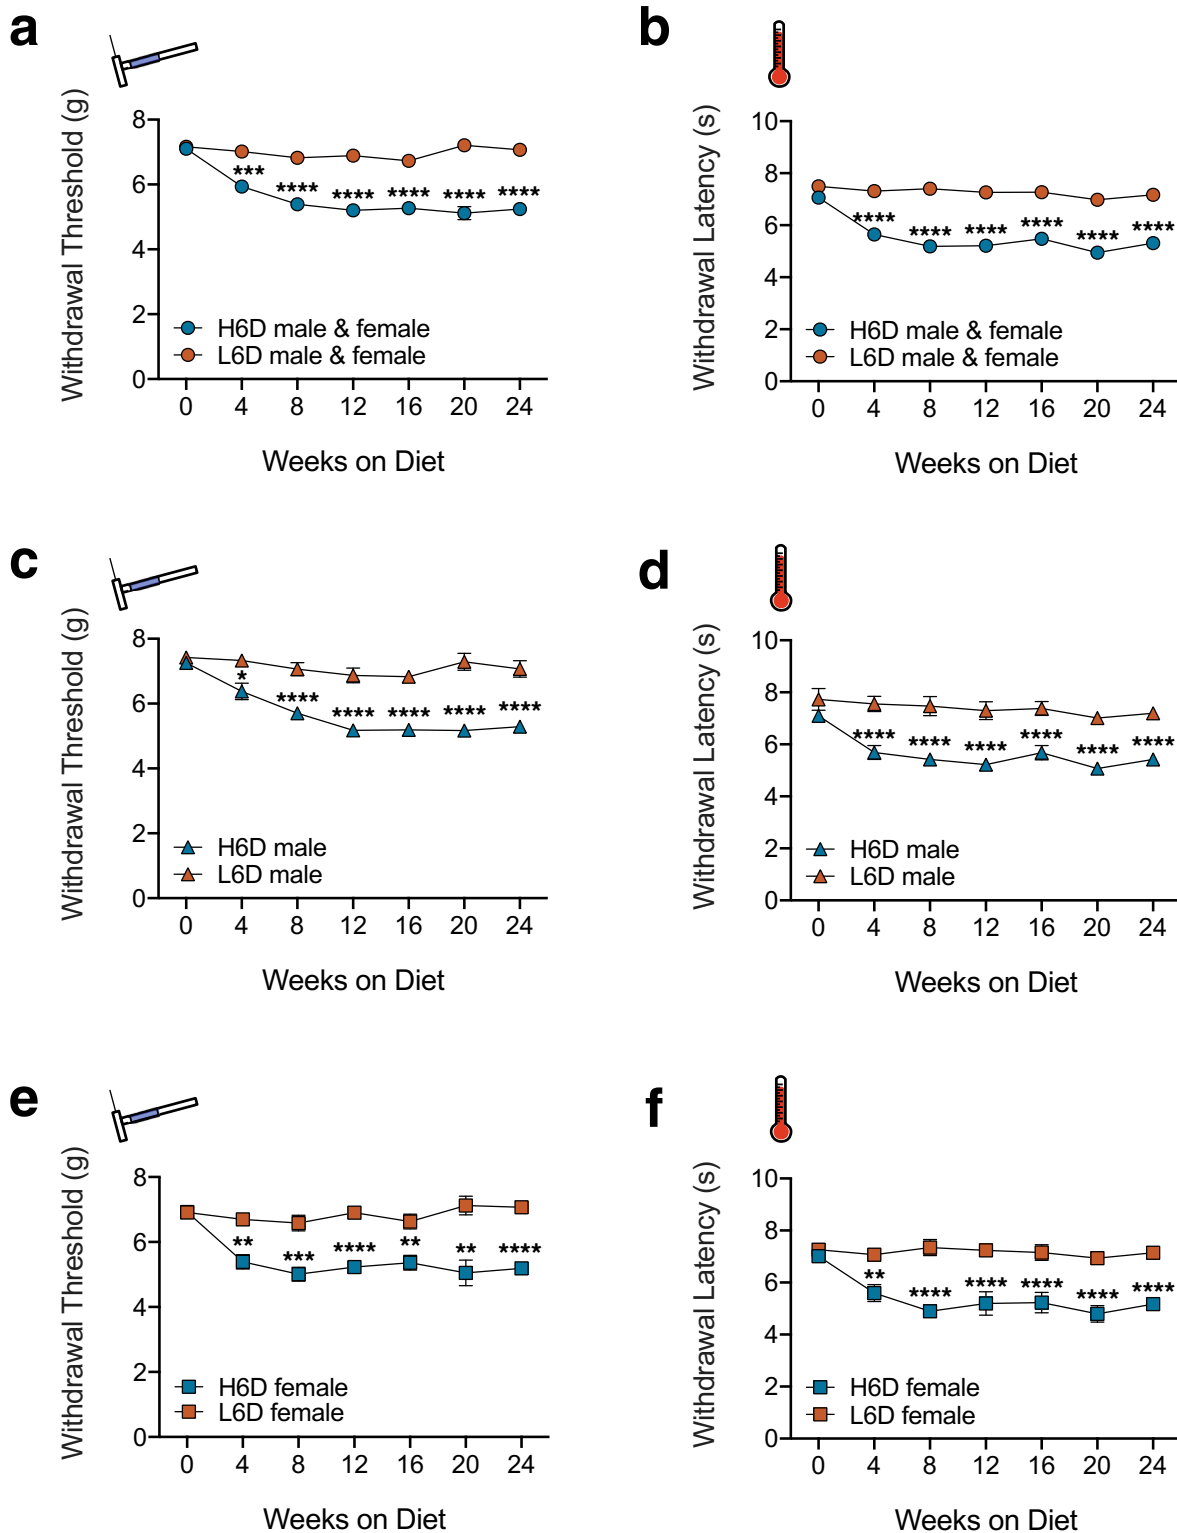 a
Withdrawal Threshold (g)
8
6
4
2
0
*** **** **** **** **** ****
H6D male & female
L6D male & female
0 4 8 12 16 20 24
Weeks on Diet
b
Withdrawal Latency (s)
10
8
6
4
2
0
**** **** **** **** **** ****
H6D male & female
L6D male & female
0 4 8 12 16 20 24
Weeks on Diet
c
Withdrawal Threshold (g)
8
6
4
2
0
* **** **** **** **** ****
H6D male
L6D male
0 4 8 12 16 20 24
Weeks on Diet
d
Withdrawal Latency (s)
10
8
6
4
2
0
**** **** **** **** **** ****
H6D male
L6D male
0 4 8 12 16 20 24
Weeks on Diet
e
Withdrawal Threshold (g)
8
6
4
2
0
** *** **** ** ** ****
H6D female
L6D female
0 4 8 12 16 20 24
Weeks on Diet
f
Withdrawal Latency (s)
10
8
6
4
2
0
** **** **** **** **** ****
H6D female
L6D female
0 4 8 12 16 20 24
Weeks on Diet